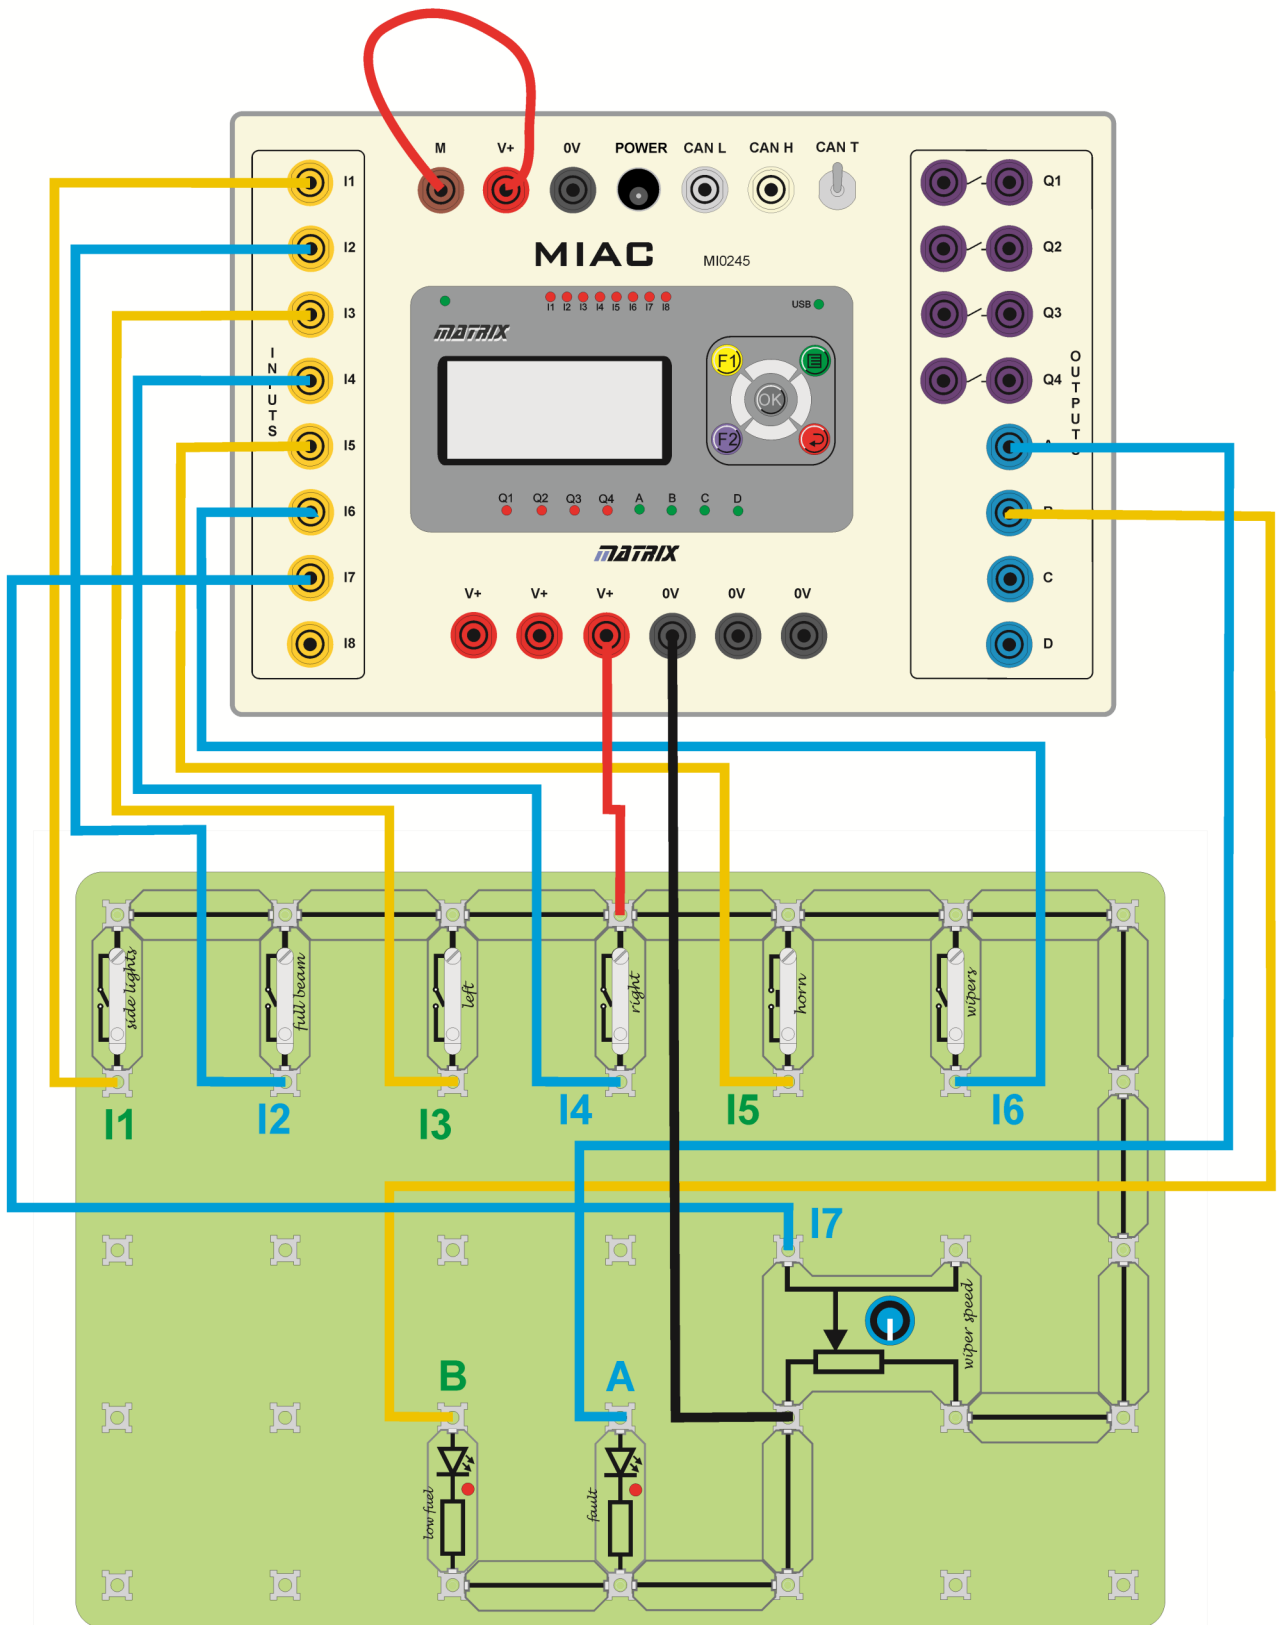 M V+ 0V POWER CAN L CAN H CAN T
I1
I2
I3
I4
I5
I6
I7
I8
Q1
Q2
Q3
Q4
C
D
MIAC MI0245
I1 I2 I3 I4 I5 I6 I7 I8
USB
MATRIX
F1
OK
F2
Q1 Q2 Q3 Q4 A B C D
MATRIX
V+ V+ V+ 0V 0V 0V
side lights
full beam
left
right
horn
wipers
I1 I2 I3 I4 I5 I6
I7
wiper speed
B A
low fuel
fault